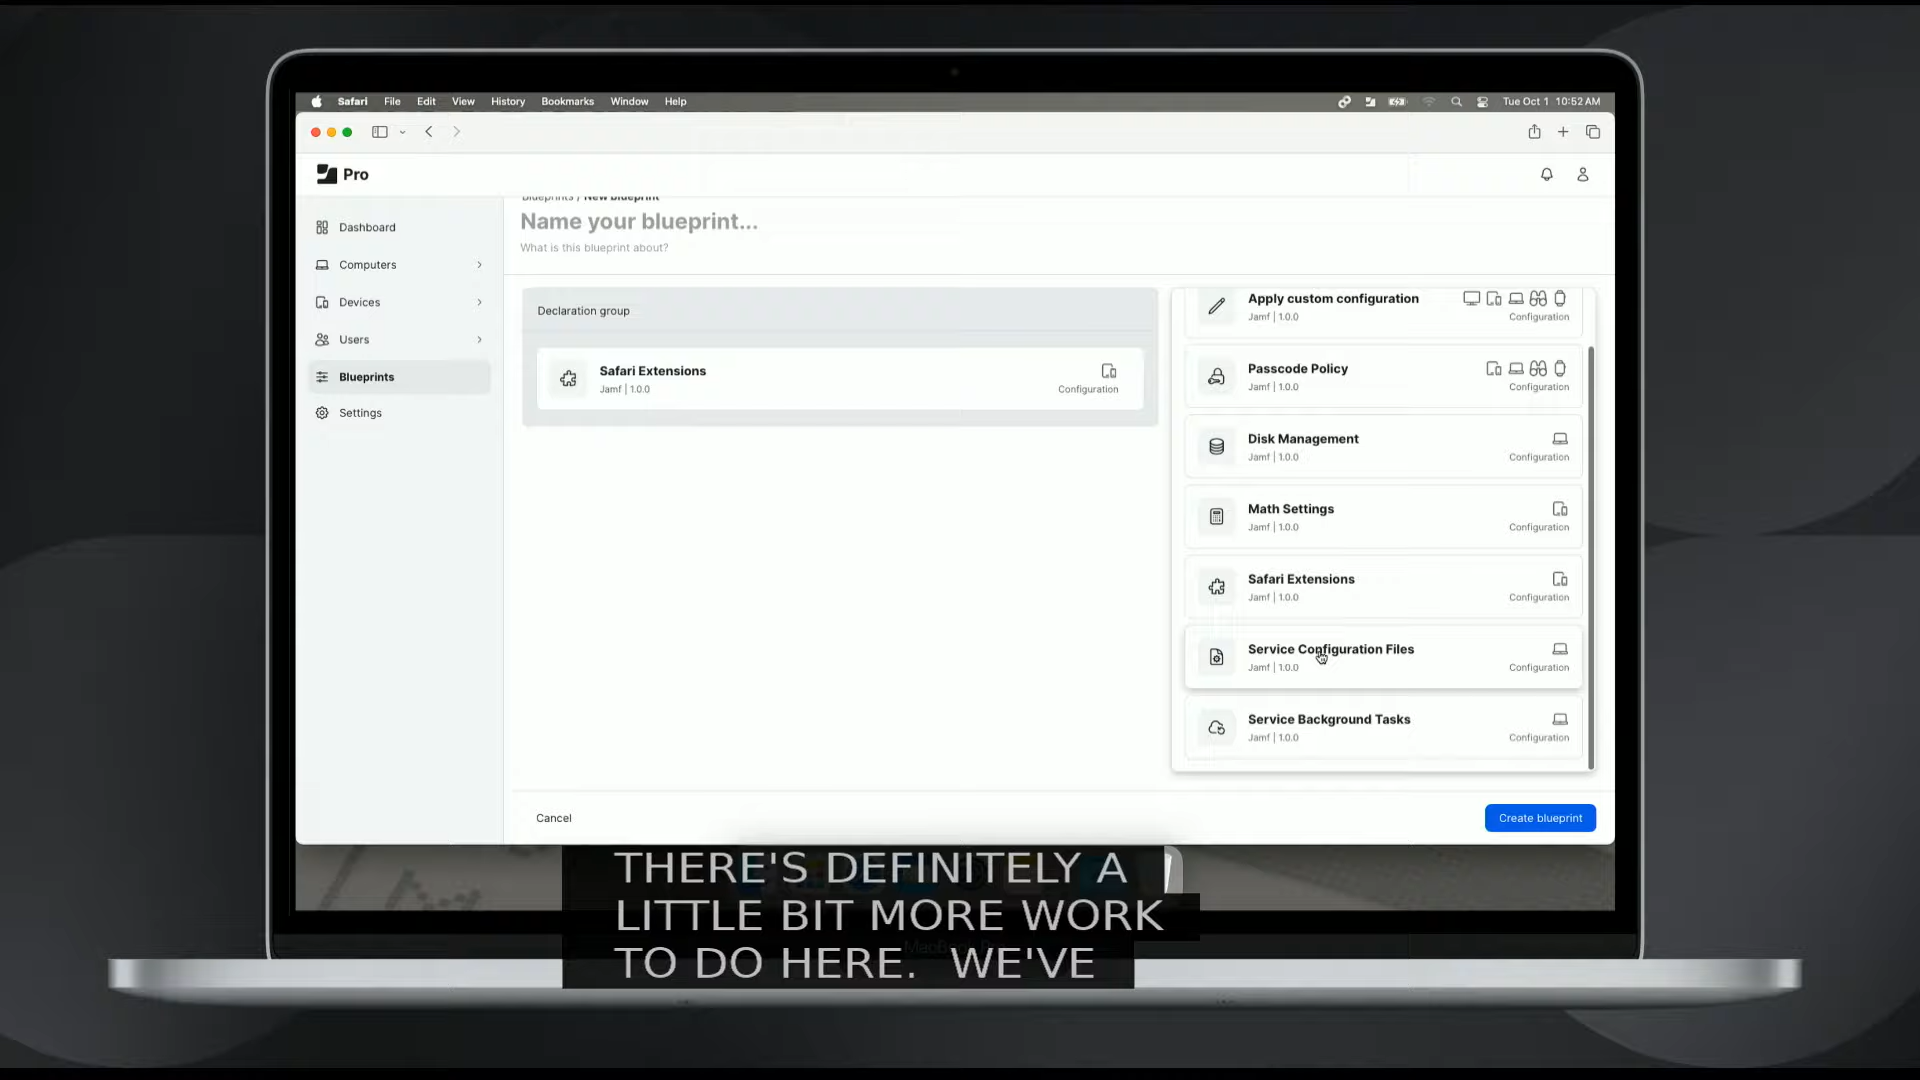 Safari File Edit View History Bookmarks Window Help Tue Oct 1 10:52 AM
Pro
Dashboard
Computers
Devices
Users
Blueprints
Settings
Blueprints / New blueprint
Name your blueprint...
What is this blueprint about?
Declaration group
Safari Extensions
Jamf | 1.0.0
Configuration
Apply custom configuration
Jamf | 1.0.0
Configuration
Passcode Policy
Jamf | 1.0.0
Configuration
Disk Management
Jamf | 1.0.0
Configuration
Math Settings
Jamf | 1.0.0
Configuration
Safari Extensions
Jamf | 1.0.0
Configuration
Service Configuration Files
Jamf | 1.0.0
Configuration
Service Background Tasks
Jamf | 1.0.0
Configuration
Cancel
Create blueprint
THERE'S DEFINITELY A
LITTLE BIT MORE WORK
TO DO HERE. WE'VE